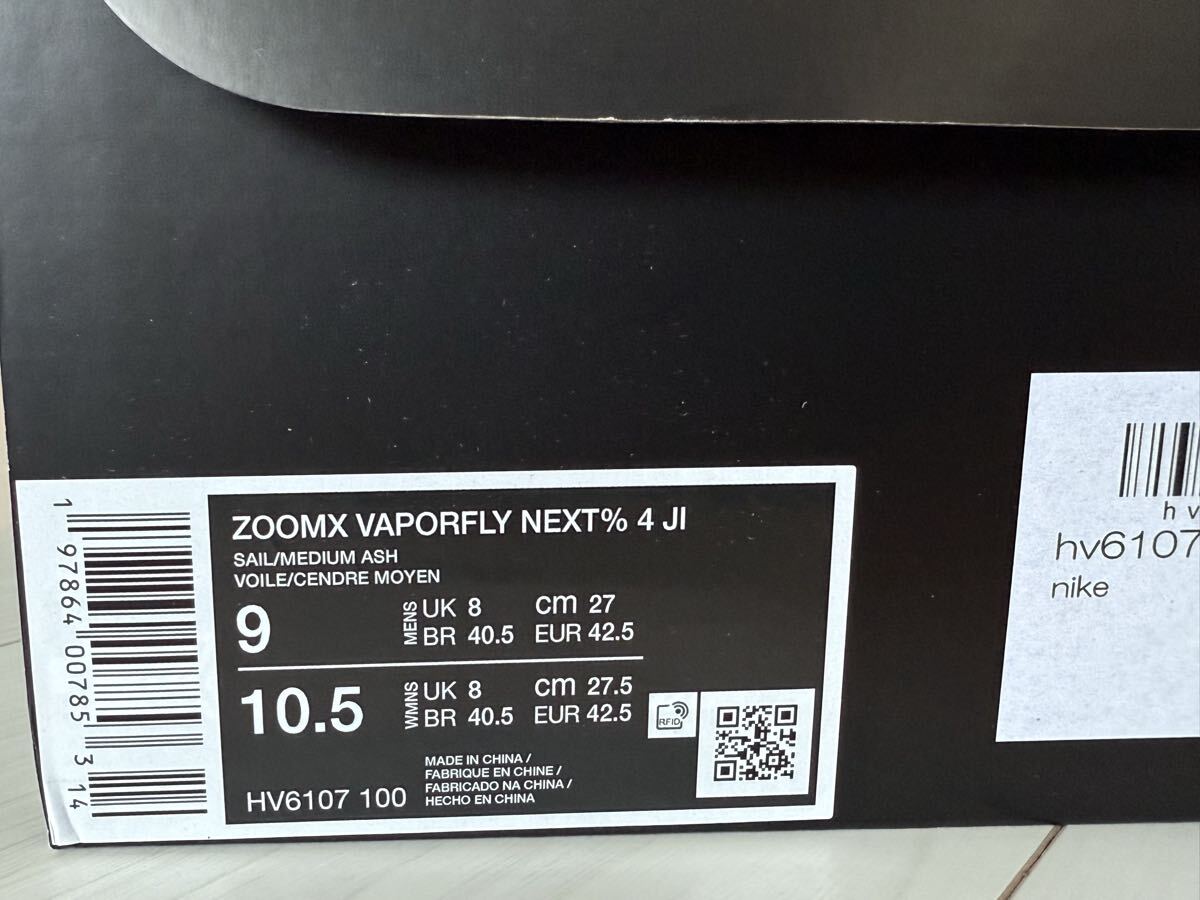 ZOOMX VAPORFLY NEXT% 4 JI
SAIL/MEDIUM ASH
VOILE/CENDRE MOYEN
9 MENS UK 8 cm 27
BR 40.5 EUR 42.5
10.5 WMNS UK 8 cm 27.5
BR 40.5 EUR 42.5
RFID
MADE IN CHINA /
FABRIQUE EN CHINE /
FABRICADO NA CHINA /
HECHO EN CHINA
HV6107 100
1 97864 00785 3 14
h v
hv6107
nike